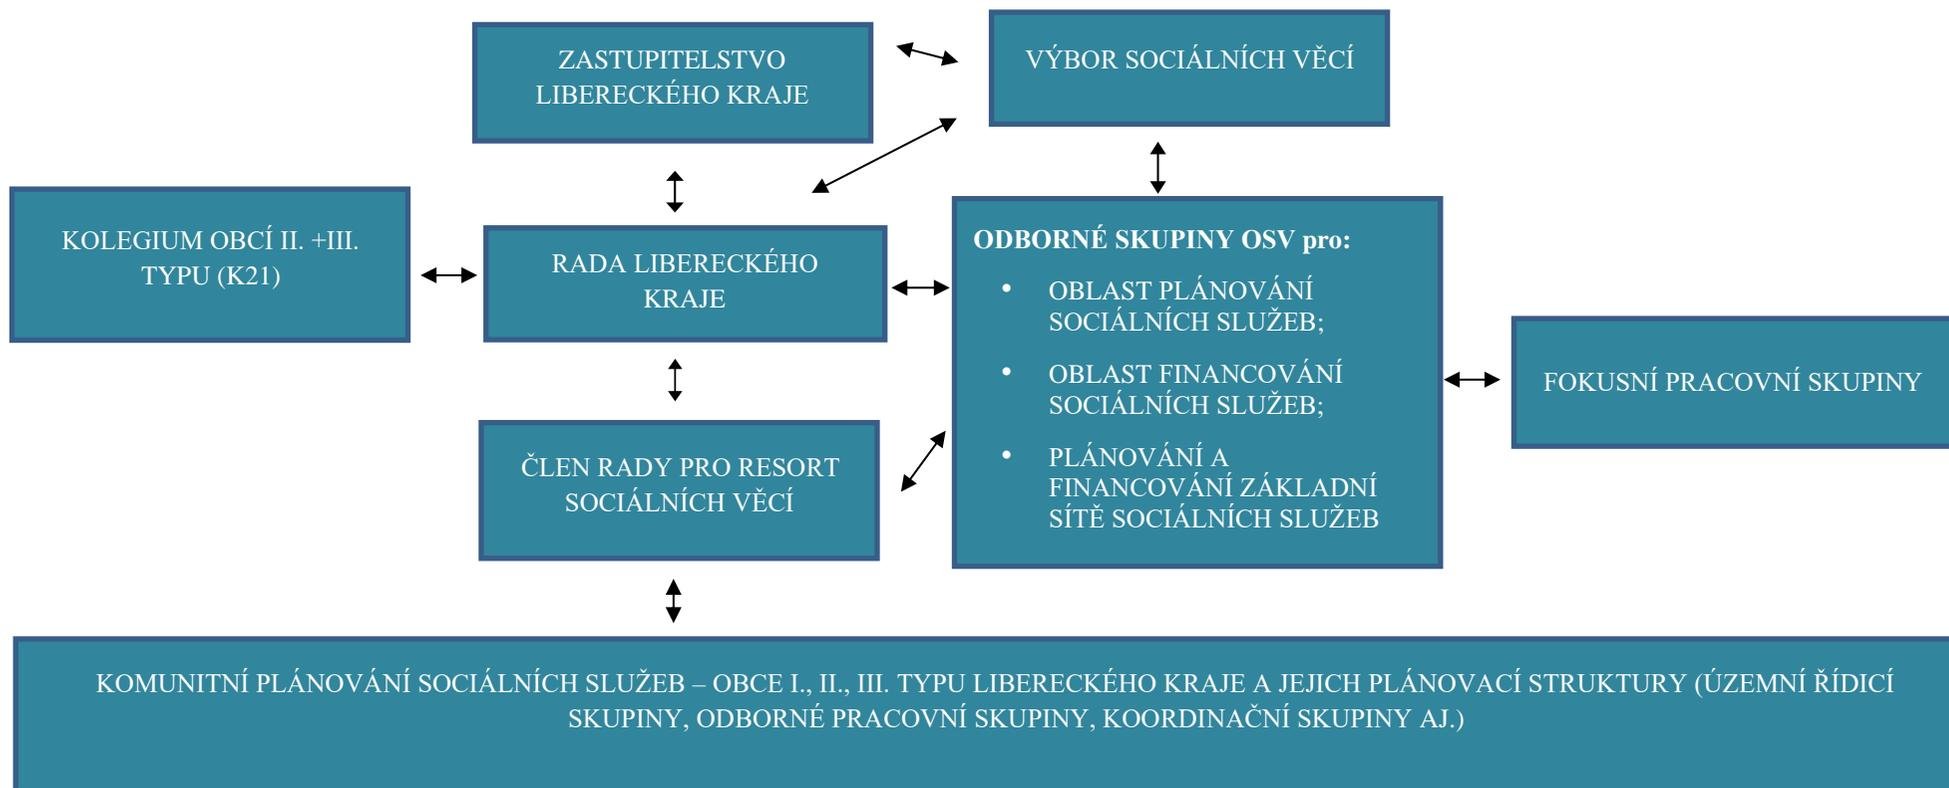 ZASTUPITELSTVO
LIBERECKÉHO KRAJE
VÝBOR SOCIÁLNÍCH VĚCÍ
KOLEGIUM OBCÍ II. +III.
TYPU (K21)
RADA LIBERECKÉHO
KRAJE
ODBORNÉ SKUPINY OSV pro:
• OBLAST PLÁNOVÁNÍ
SOCIÁLNÍCH SLUŽEB;
• OBLAST FINANCOVÁNÍ
SOCIÁLNÍCH SLUŽEB;
• PLÁNOVÁNÍ A
FINANCOVÁNÍ ZÁKLADNÍ
SÍTĚ SOCIÁLNÍCH SLUŽEB
FOKUSNÍ PRACOVNÍ SKUPINY
ČLEN RADY PRO RESORT
SOCIÁLNÍCH VĚCÍ
KOMUNITNÍ PLÁNOVÁNÍ SOCIÁLNÍCH SLUŽEB – OBCE I., II., III. TYPU LIBERECKÉHO KRAJE A JEJICH PLÁNOVACÍ STRUKTURY (ÚZEMNÍ ŘÍDICÍ
SKUPINY, ODBORNÉ PRACOVNÍ SKUPINY, KOORDINAČNÍ SKUPINY AJ.)